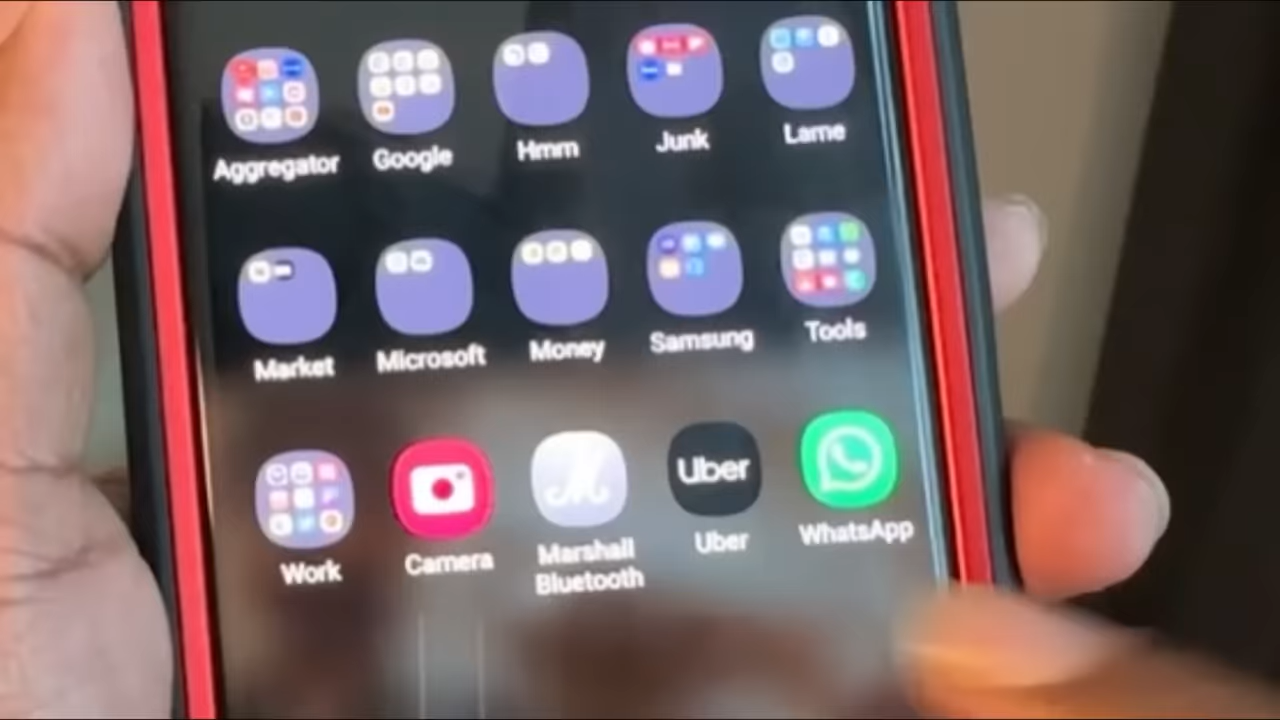 Aggregator
Google
Hmm
Junk
Lame
Market
Microsoft
Money
Samsung
Tools
Uber
Work
Camera
Marshall
Bluetooth
Uber
WhatsApp